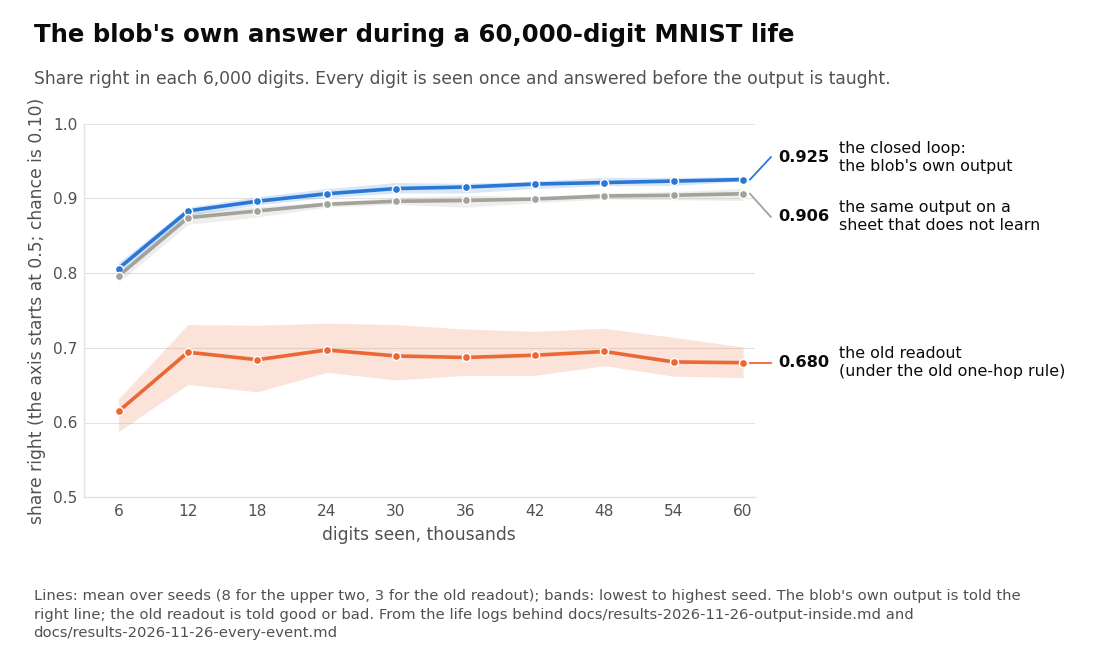 The blob's own answer during a 60,000-digit MNIST life
Share right in each 6,000 digits. Every digit is seen once and answered before the output is taught.
share right (the axis starts at 0.5; chance is 0.10)
1.0
0.9
0.8
0.7
0.6
0.5
0.925 the closed loop:
the blob's own output
0.906 the same output on a
sheet that does not learn
0.680 the old readout
(under the old one-hop rule)
6 12 18 24 30 36 42 48 54 60
digits seen, thousands
Lines: mean over seeds (8 for the upper two, 3 for the old readout); bands: lowest to highest seed. The blob's own output is told the
right line; the old readout is told good or bad. From the life logs behind docs/results-2026-11-26-output-inside.md and
docs/results-2026-11-26-every-event.md